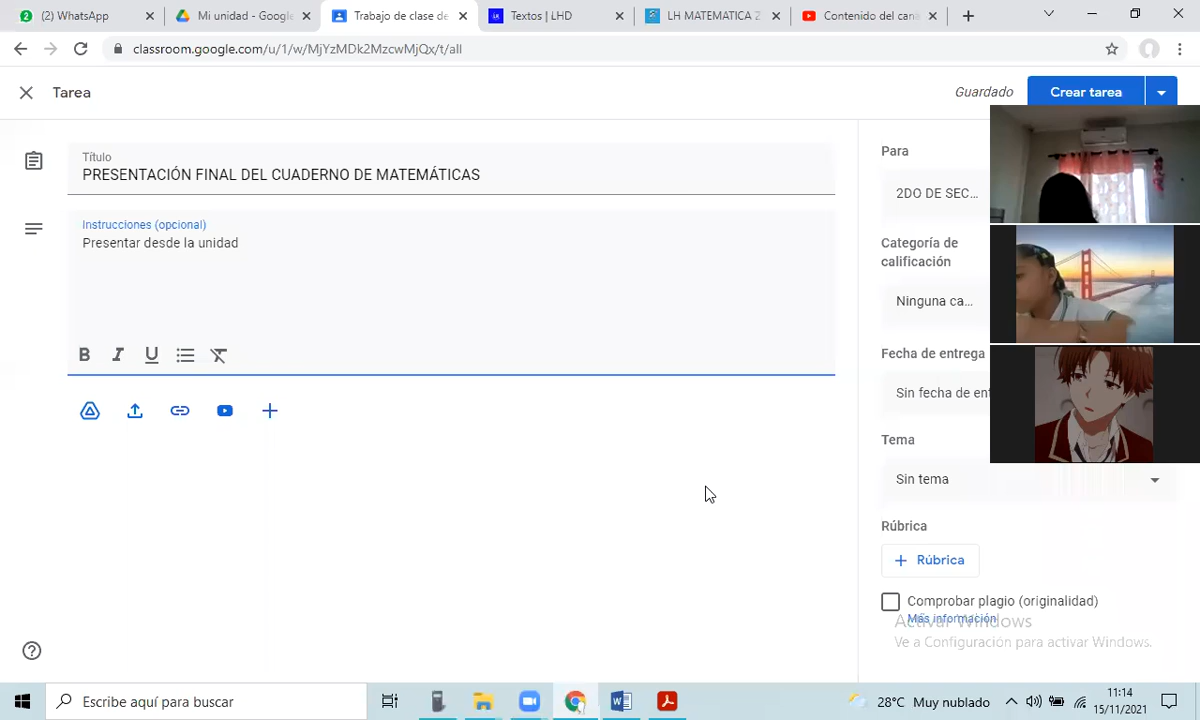 (2) WhatsApp
Mi unidad - Google
Trabajo de clase de
Textos | LHD
LH MATEMATICA 2
Contenido del can
classroom.google.com/u/1/w/MjYzMDk2MzcwMjQx/t/all
Tarea
Guardado
Crear tarea
Título
PRESENTACIÓN FINAL DEL CUADERNO DE MATEMÁTICAS
Instrucciones (opcional)
Presentar desde la unidad
B I U
Para
2DO DE SEC...
Categoría de
calificación
Ninguna ca...
Fecha de entrega
Sin fecha de ent
Tema
Sin tema
Rúbrica
+ Rúbrica
Comprobar plagio (originalidad)
Más información
Activar Windows
Ve a Configuración para activar Windows.
Escribe aquí para buscar
28°C Muy nublado
11:14
15/11/2021